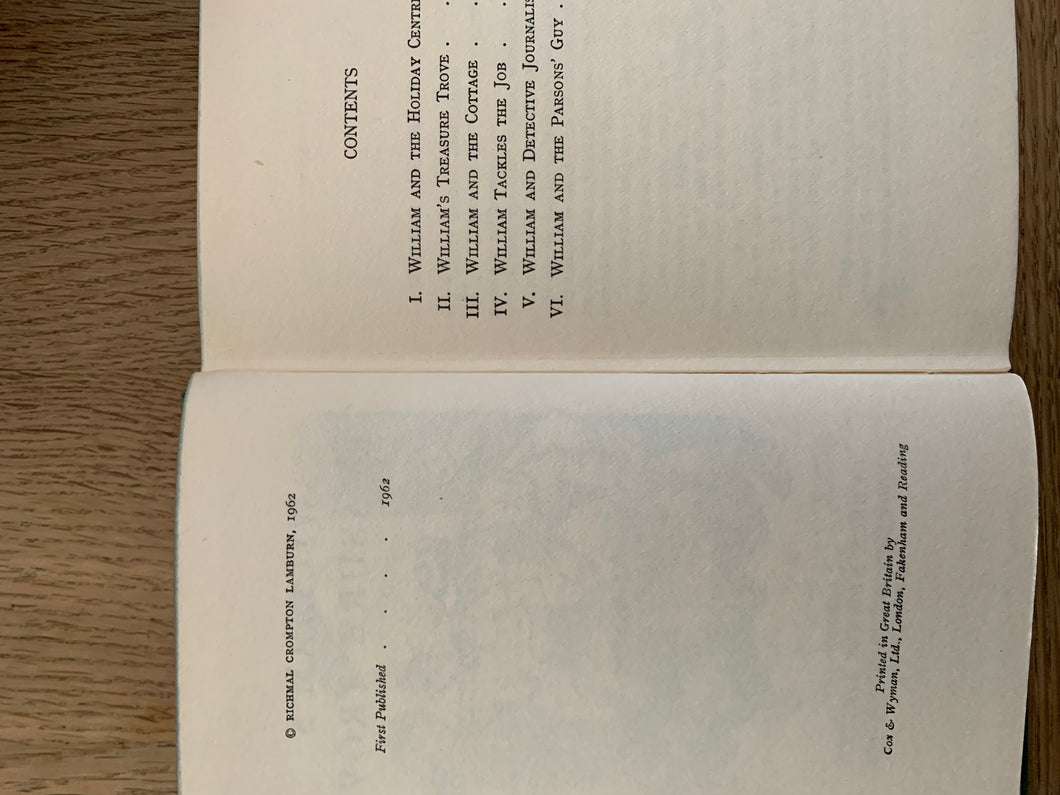 © RICHMAL CROMPTON LAMBURN, 1962
First Published . . . . 1962
Printed in Great Britain by
Cox & Wyman, Ltd., London, Fakenham and Reading
CONTENTS
I. WILLIAM AND THE HOLIDAY CENTRE
II. WILLIAM'S TREASURE TROVE . .
III. WILLIAM AND THE COTTAGE . .
IV. WILLIAM TACKLES THE JOB . .
V. WILLIAM AND DETECTIVE JOURNALIS
VI. WILLIAM AND THE PARSONS' GUY .